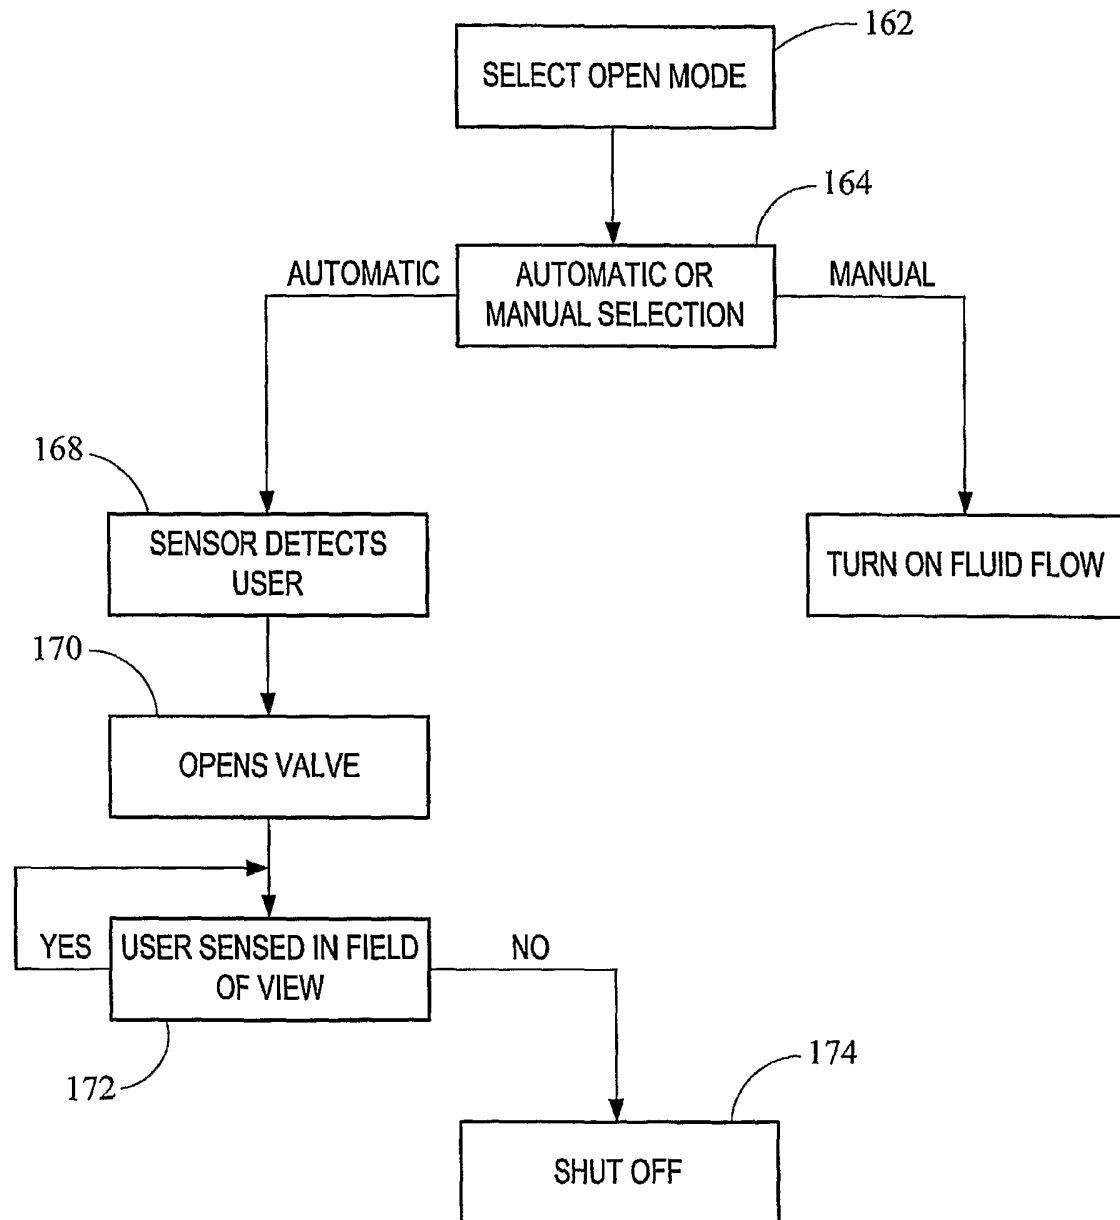 162
SELECT OPEN MODE
164
AUTOMATIC
AUTOMATIC OR
MANUAL SELECTION
MANUAL
168
SENSOR DETECTS
USER
TURN ON FLUID FLOW
170
OPENS VALVE
YES
USER SENSED IN FIELD
OF VIEW
NO
172
174
SHUT OFF